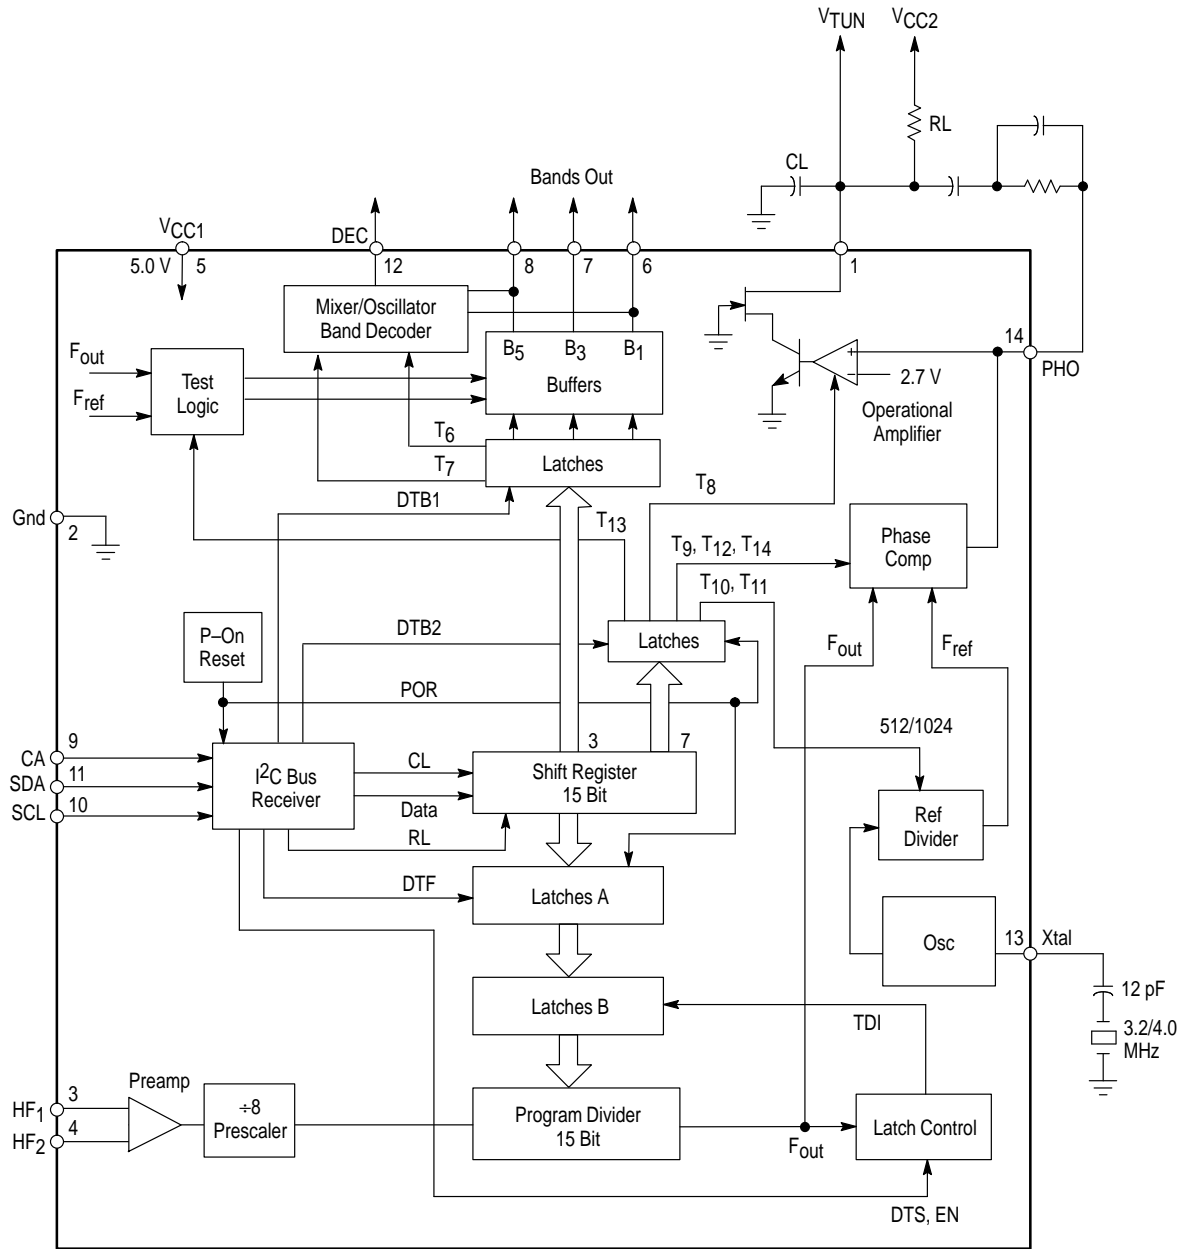 VTUN
VCC2
RL
CL
Bands Out
VCC1
DEC
5.0 V
5
12
8
7
6
1
Mixer/Oscillator
Band Decoder
B5
B3
B1
Buffers
Fout
Fref
Test
Logic
14
PHO
+
–
2.7 V
Operational
Amplifier
T6
T7
Latches
T8
DTB1
T13
Gnd
2
Phase
Comp
T9, T12, T14
T10, T11
P–On
Reset
DTB2
Latches
Fout
Fref
POR
512/1024
9
CA
11
SDA
10
SCL
I2C Bus
Receiver
CL
Data
RL
3
7
Shift Register
15 Bit
Ref
Divider
DTF
Latches A
Osc
13
Xtal
12 pF
3.2/4.0
MHz
Latches B
TDI
Preamp
3
HF1
4
HF2
÷8
Prescaler
Program Divider
15 Bit
Fout
Latch Control
DTS, EN